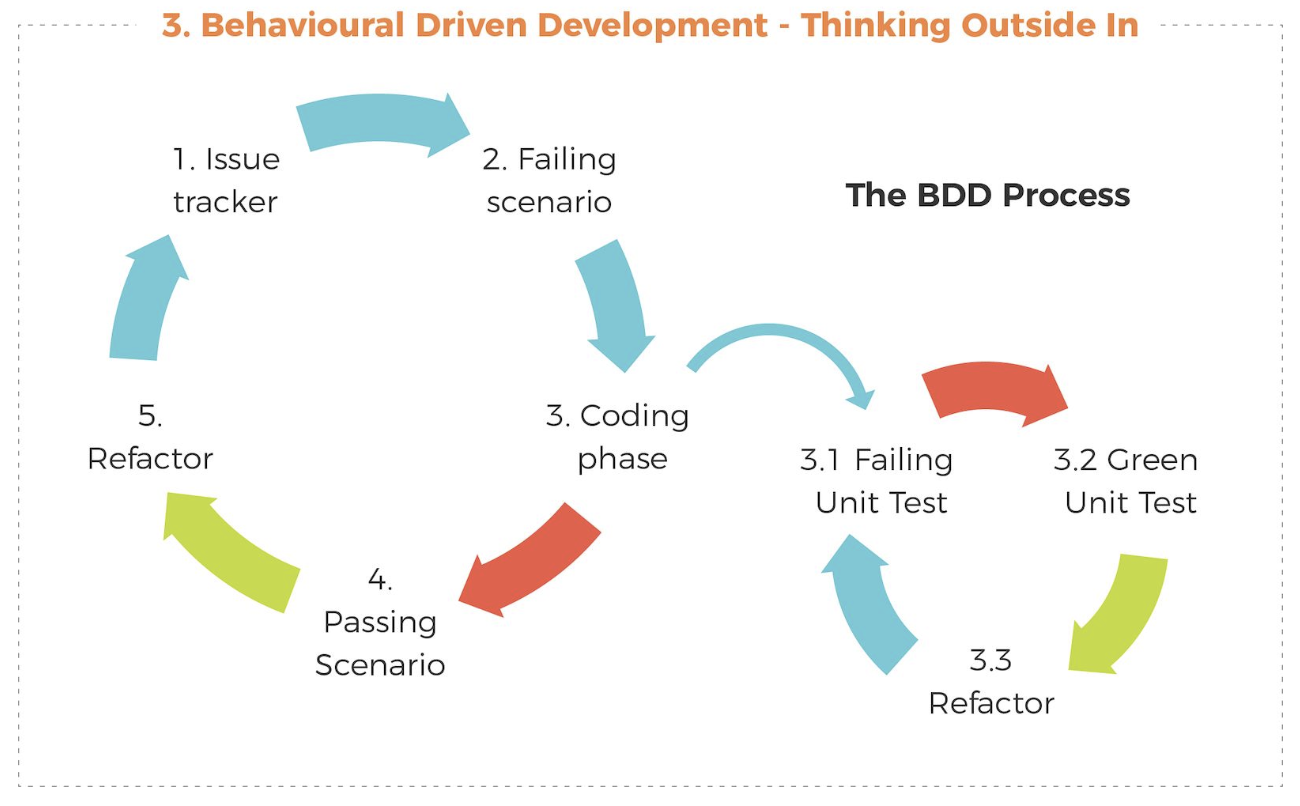 3. Behavioural Driven Development - Thinking Outside In
1. Issue
tracker
2. Failing
scenario
The BDD Process
3. Coding
phase
3.1 Failing
Unit Test
3.2 Green
Unit Test
3.3
Refactor
4.
Passing
Scenario
5.
Refactor